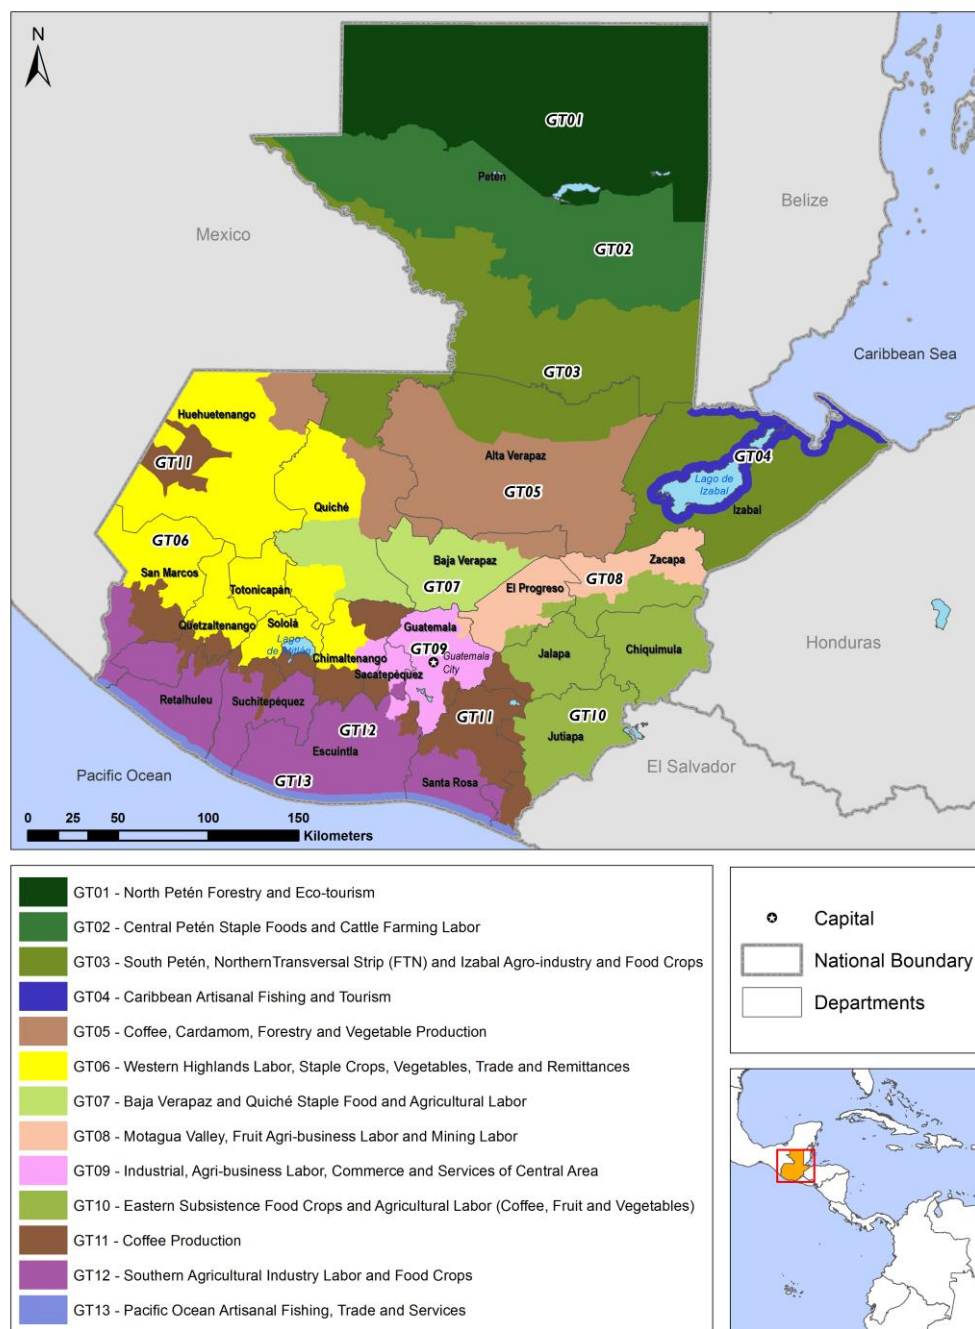 N
GT01
Petén
Belize
Mexico
GT02
Caribbean Sea
GT03
Huehuetenango
GT11
Alta Verapaz
GT04
Lago de
Izabal
GT05
Quiché
Izabal
GT06
Baja Verapaz
Zacapa
San Marcos
GT07
GT08
Totonicapán
El Progreso
Quetzaltenango
Sololá
Guatemala
Honduras
Lago
de Atitlán
Chimaltenango
GT09
Guatemala
City
Jalapa
Chiquimula
Sacatepéquez
Retalhuleu
Suchitepéquez
GT11
GT10
GT12
Jutiapa
Escuintla
El Salvador
Pacific Ocean
GT13
Santa Rosa
0 25 50 100 150
Kilometers
GT01 - North Petén Forestry and Eco-tourism
GT02 - Central Petén Staple Foods and Cattle Farming Labor
GT03 - South Petén, NorthernTransversal Strip (FTN) and Izabal Agro-industry and Food Crops
GT04 - Caribbean Artisanal Fishing and Tourism
GT05 - Coffee, Cardamom, Forestry and Vegetable Production
GT06 - Western Highlands Labor, Staple Crops, Vegetables, Trade and Remittances
GT07 - Baja Verapaz and Quiché Staple Food and Agricultural Labor
GT08 - Motagua Valley, Fruit Agri-business Labor and Mining Labor
GT09 - Industrial, Agri-business Labor, Commerce and Services of Central Area
GT10 - Eastern Subsistence Food Crops and Agricultural Labor (Coffee, Fruit and Vegetables)
GT11 - Coffee Production
GT12 - Southern Agricultural Industry Labor and Food Crops
GT13 - Pacific Ocean Artisanal Fishing, Trade and Services
Capital
National Boundary
Departments